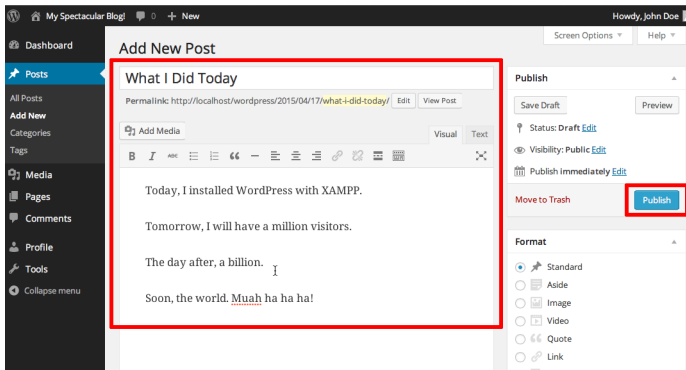 My Spectacular Blog! 0 + New Howdy, John Doe
Screen Options Help
Dashboard
Posts
All Posts
Add New
Categories
Tags
Media
Pages
Comments
Profile
Tools
Collapse menu
Add New Post
What I Did Today
Permalink: http://localhost/wordpress/2015/04/17/what-i-did-today/ Edit View Post
Add Media Visual Text
B I ABC
Today, I installed WordPress with XAMPP.
Tomorrow, I will have a million visitors.
The day after, a billion.
Soon, the world. Muah ha ha ha!
Publish
Save Draft Preview
Status: Draft Edit
Visibility: Public Edit
Publish immediately Edit
Move to Trash Publish
Format
Standard
Aside
Image
Video
Quote
Link